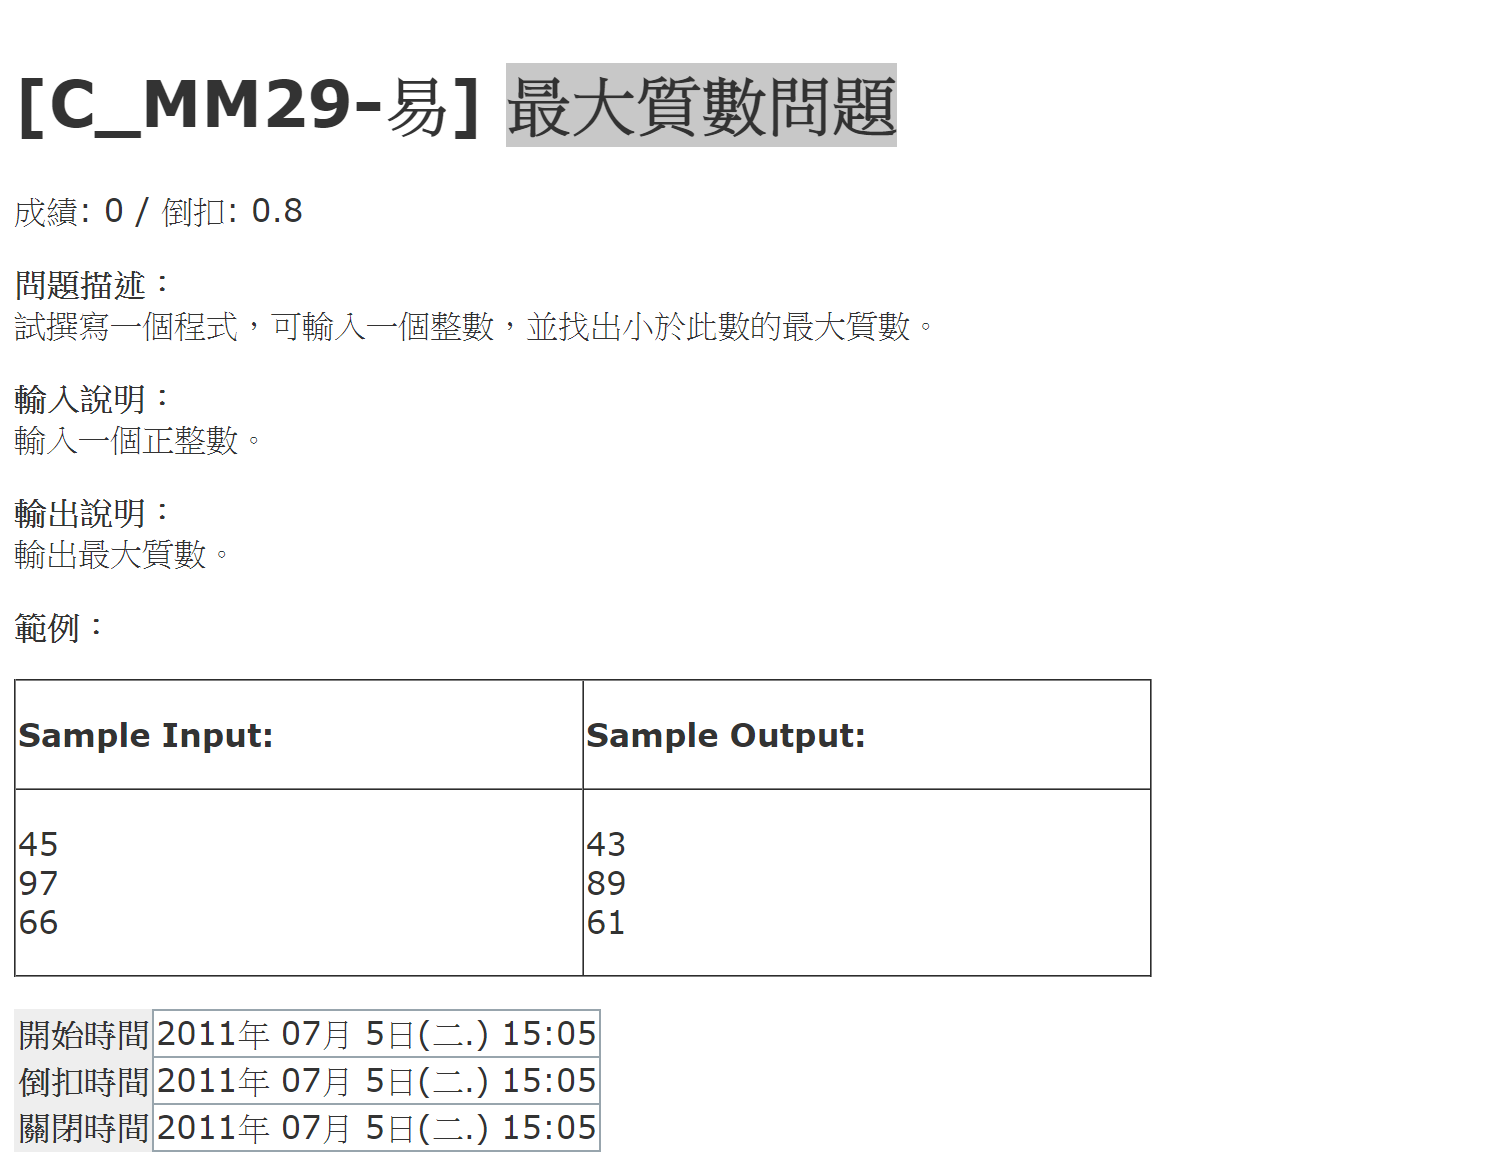 [C_MM29-易] 最大質數問題
成績: 0 / 倒扣: 0.8
問題描述：
試撰寫一個程式，可輸入一個整數，並找出小於此數的最大質數。
輸入說明：
輸入一個正整數。
輸出說明：
輸出最大質數。
範例：
Sample Input: Sample Output:
45 43
97 89
66 61
開始時間 2011年 07月 5日(二.) 15:05
倒扣時間 2011年 07月 5日(二.) 15:05
關閉時間 2011年 07月 5日(二.) 15:05